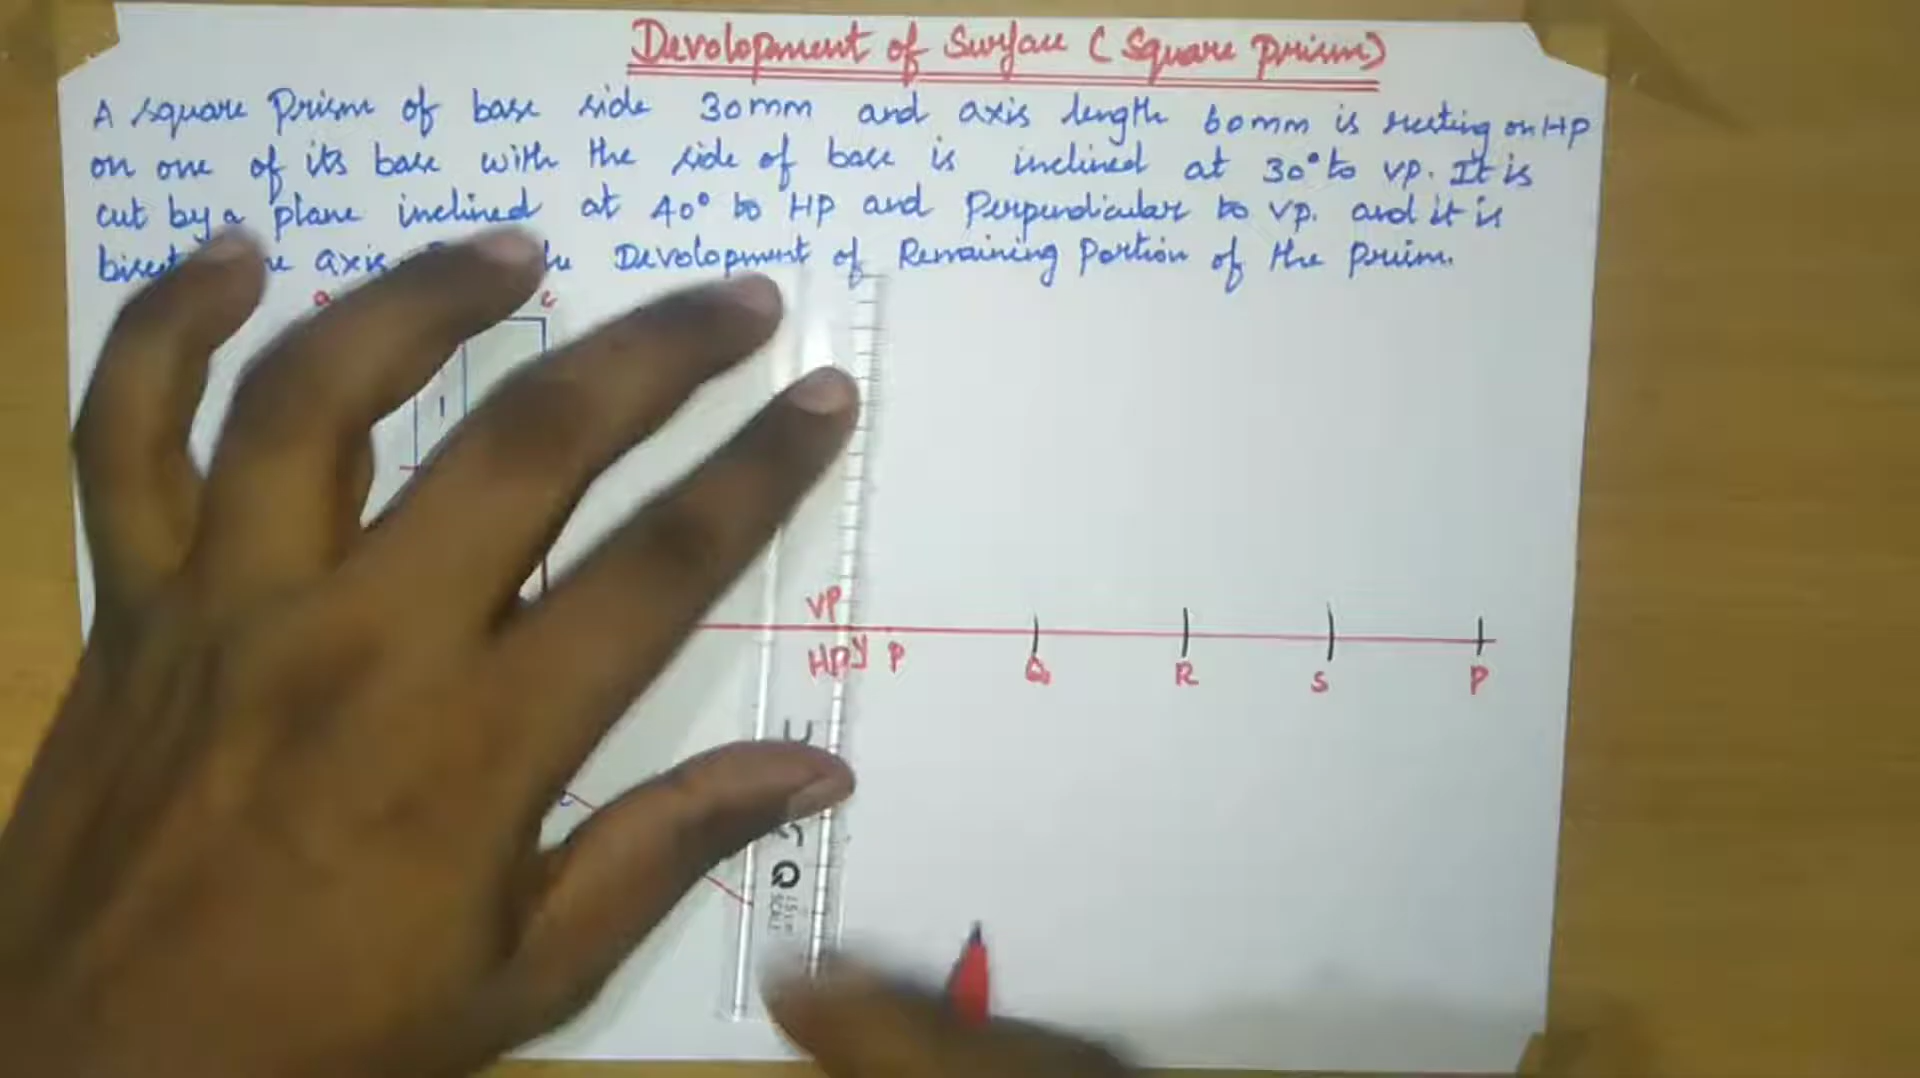 Devolopment of Surface (Square prism)
A square Prism of base side 30mm and axis length 60mm is resting on HP
on one of its base with the side of base is inclined at 30° to VP. It is
cut by a plane inclined at 40° to HP and Perpendicular to VP. and it is
axis Devolopment of Remaining Portion of the Prism.
a c
1
VP
HP y P Q R S P
c
Q
15cm
SCALE